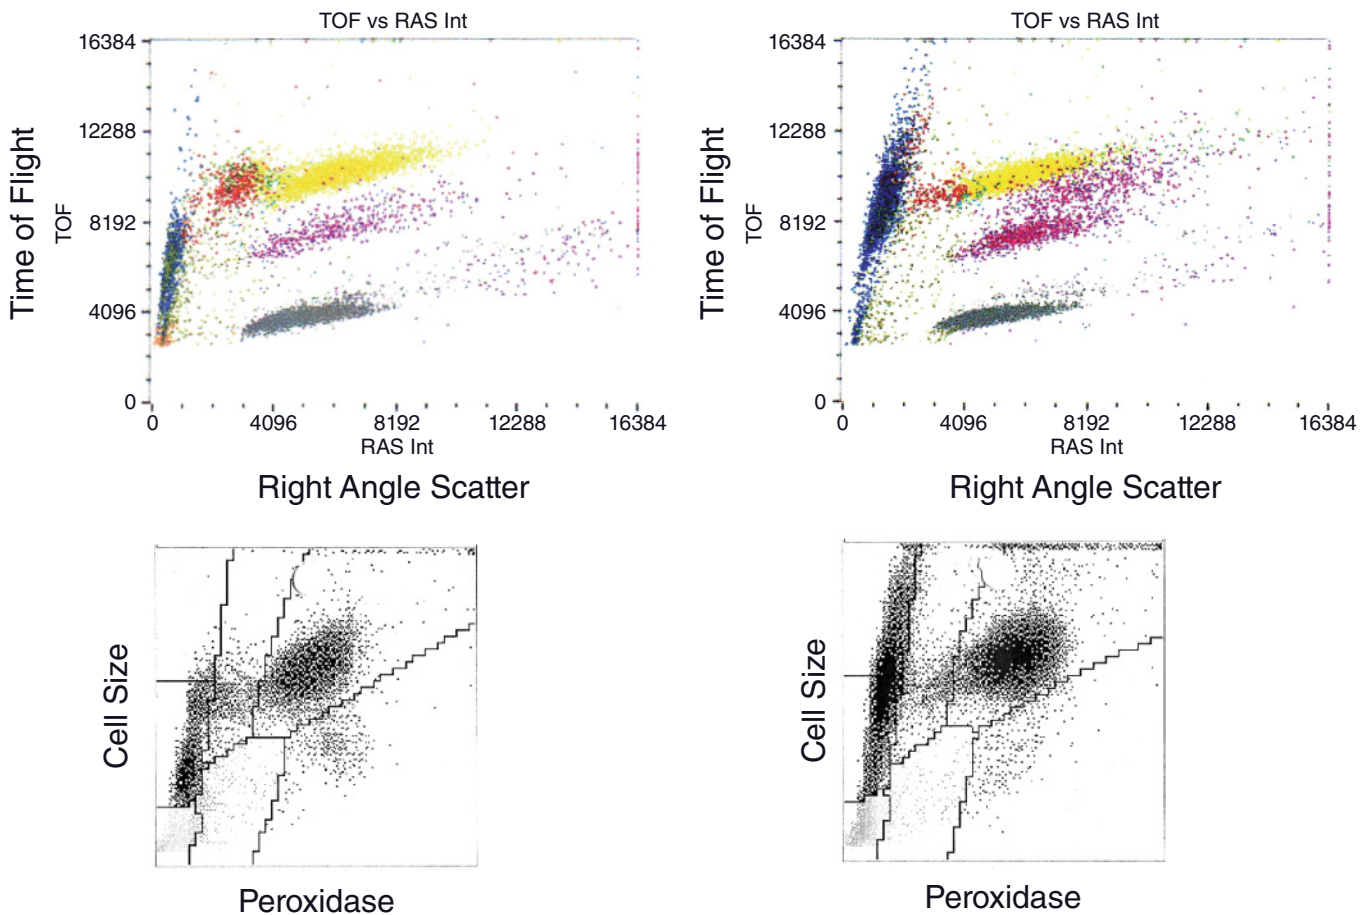 TOF vs RAS Int
16384
12288
8192
4096
0
Time of Flight
TOF
0 4096 8192 12288 16384
RAS Int
Right Angle Scatter
TOF vs RAS Int
16384
12288
8192
4096
0
Time of Flight
TOF
0 4096 8192 12288 16384
RAS Int
Right Angle Scatter
Cell Size
Peroxidase
Cell Size
Peroxidase